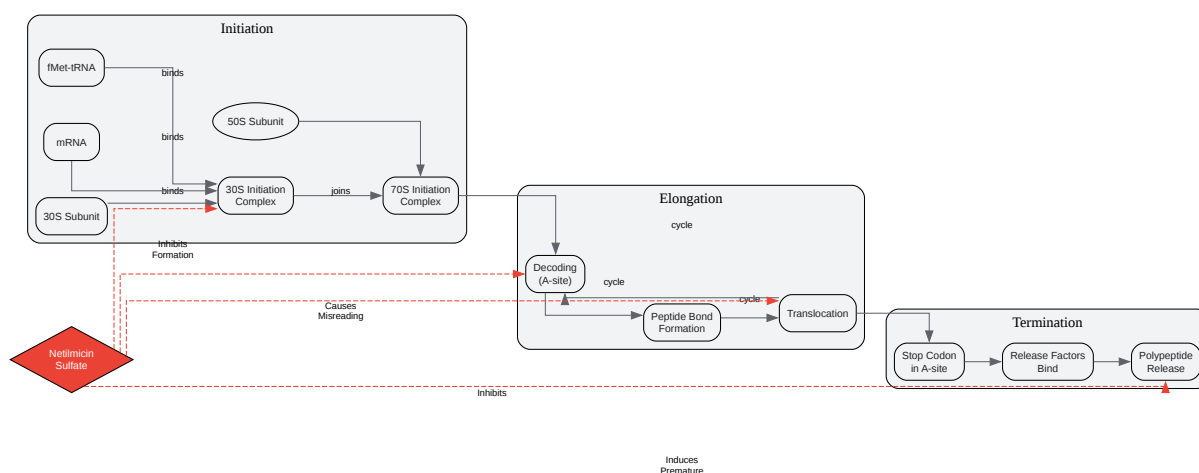 Initiation
fMet-tRNA
binds
50S Subunit
binds
mRNA
binds
30S Initiation
Complex
joins
70S Initiation
Complex
30S Subunit
Inhibits
Formation
Elongation
cycle
Decoding
(A-site)
cycle
cycle
Causes
Misreading
Peptide Bond
Formation
Translocation
Termination
Stop Codon
in A-site
Release Factors
Bind
Polypeptide
Release
Netilmicin
Sulfate
Inhibits
Induces
Premature